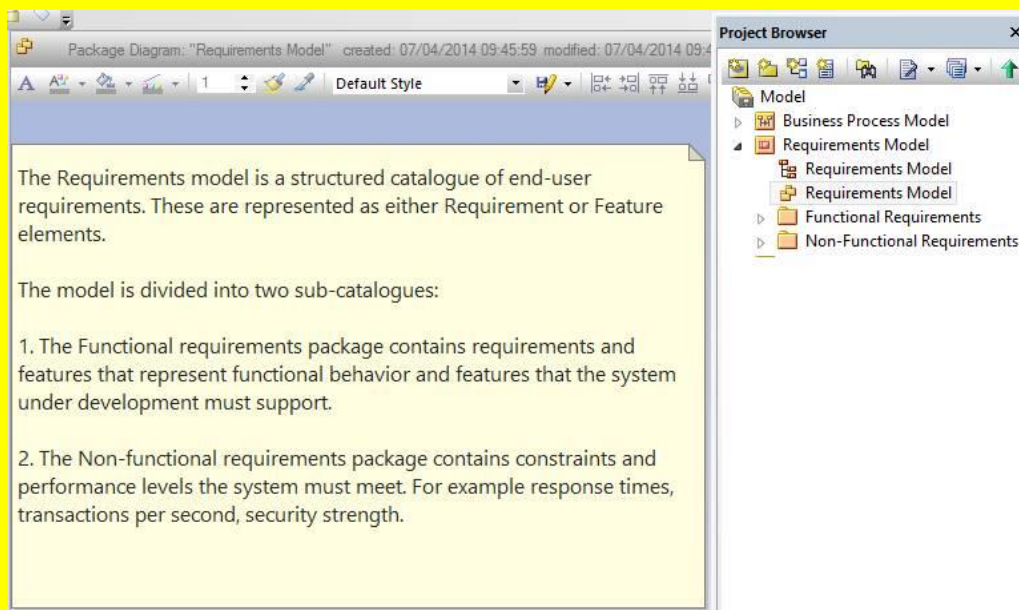 Package Diagram: "Requirements Model" created: 07/04/2014 09:45:59 modified: 07/04/2014 09:4
1 Default Style
The Requirements model is a structured catalogue of end-user
requirements. These are represented as either Requirement or Feature
elements.
The model is divided into two sub-catalogues:
1. The Functional requirements package contains requirements and
features that represent functional behavior and features that the system
under development must support.
2. The Non-functional requirements package contains constraints and
performance levels the system must meet. For example response times,
transactions per second, security strength.
Project Browser
Model
Business Process Model
Requirements Model
Requirements Model
Requirements Model
Functional Requirements
Non-Functional Requirements